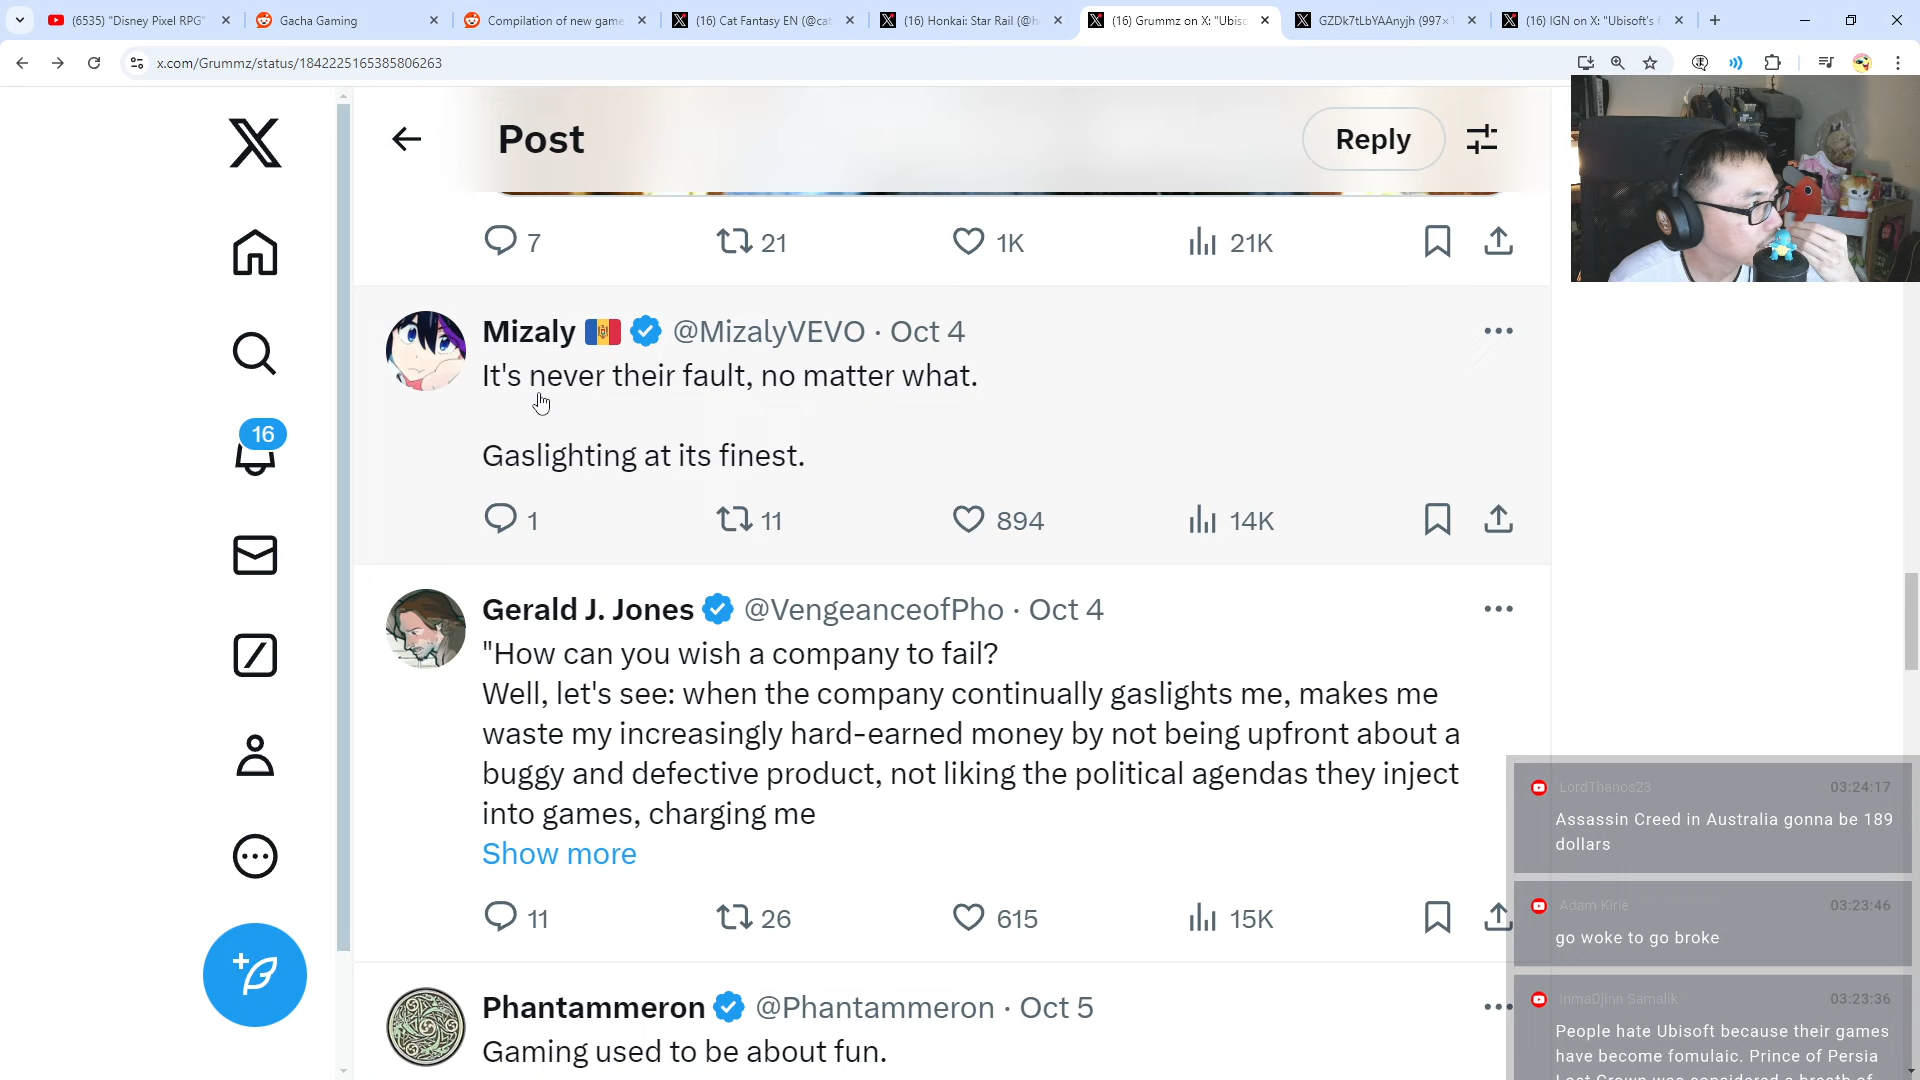 (6535) "Disney Pixel RPG"
Gacha Gaming
Compilation of new game
(16) Cat Fantasy EN (@cat
(16) Honkai: Star Rail (@h
(16) Grummz on X: "Ubiso
GZDk7tLbYAAnyjh (997×1
(16) IGN on X: "Ubisoft's f
x.com/Grummz/status/1842225165385806263
Post
Reply
7
21
1K
21K
Mizaly @MizalyVEVO · Oct 4
It's never their fault, no matter what.
Gaslighting at its finest.
1
11
894
14K
16
Gerald J. Jones @VengeanceofPho · Oct 4
"How can you wish a company to fail?
Well, let's see: when the company continually gaslights me, makes me
waste my increasingly hard-earned money by not being upfront about a
buggy and defective product, not liking the political agendas they inject
into games, charging me
Show more
11
26
615
15K
Phantammeron @Phantammeron · Oct 5
Gaming used to be about fun.
LordThanos23 03:24:17
Assassin Creed in Australia gonna be 189
dollars
Adam Kirie 03:23:46
go woke to go broke
InmaDjinn Samalik 03:23:36
People hate Ubisoft because their games
have become fomulaic. Prince of Persia